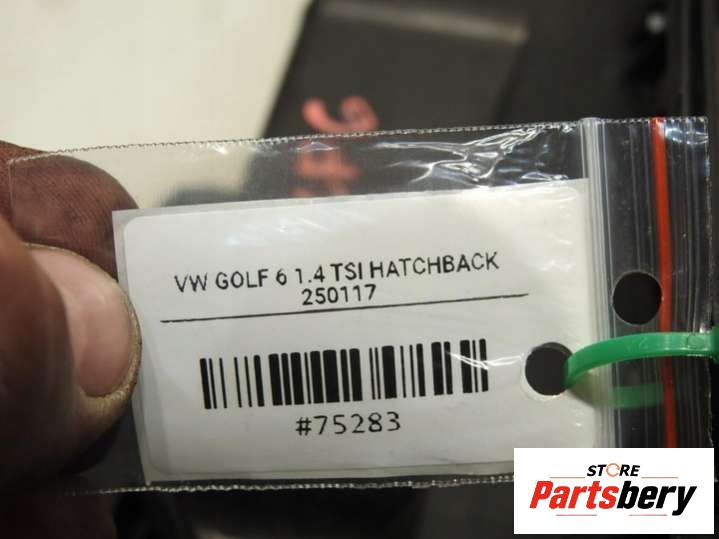 VW GOLF 6 1.4 TSI HATCHBACK
250117
#75283
STORE
Partsbery